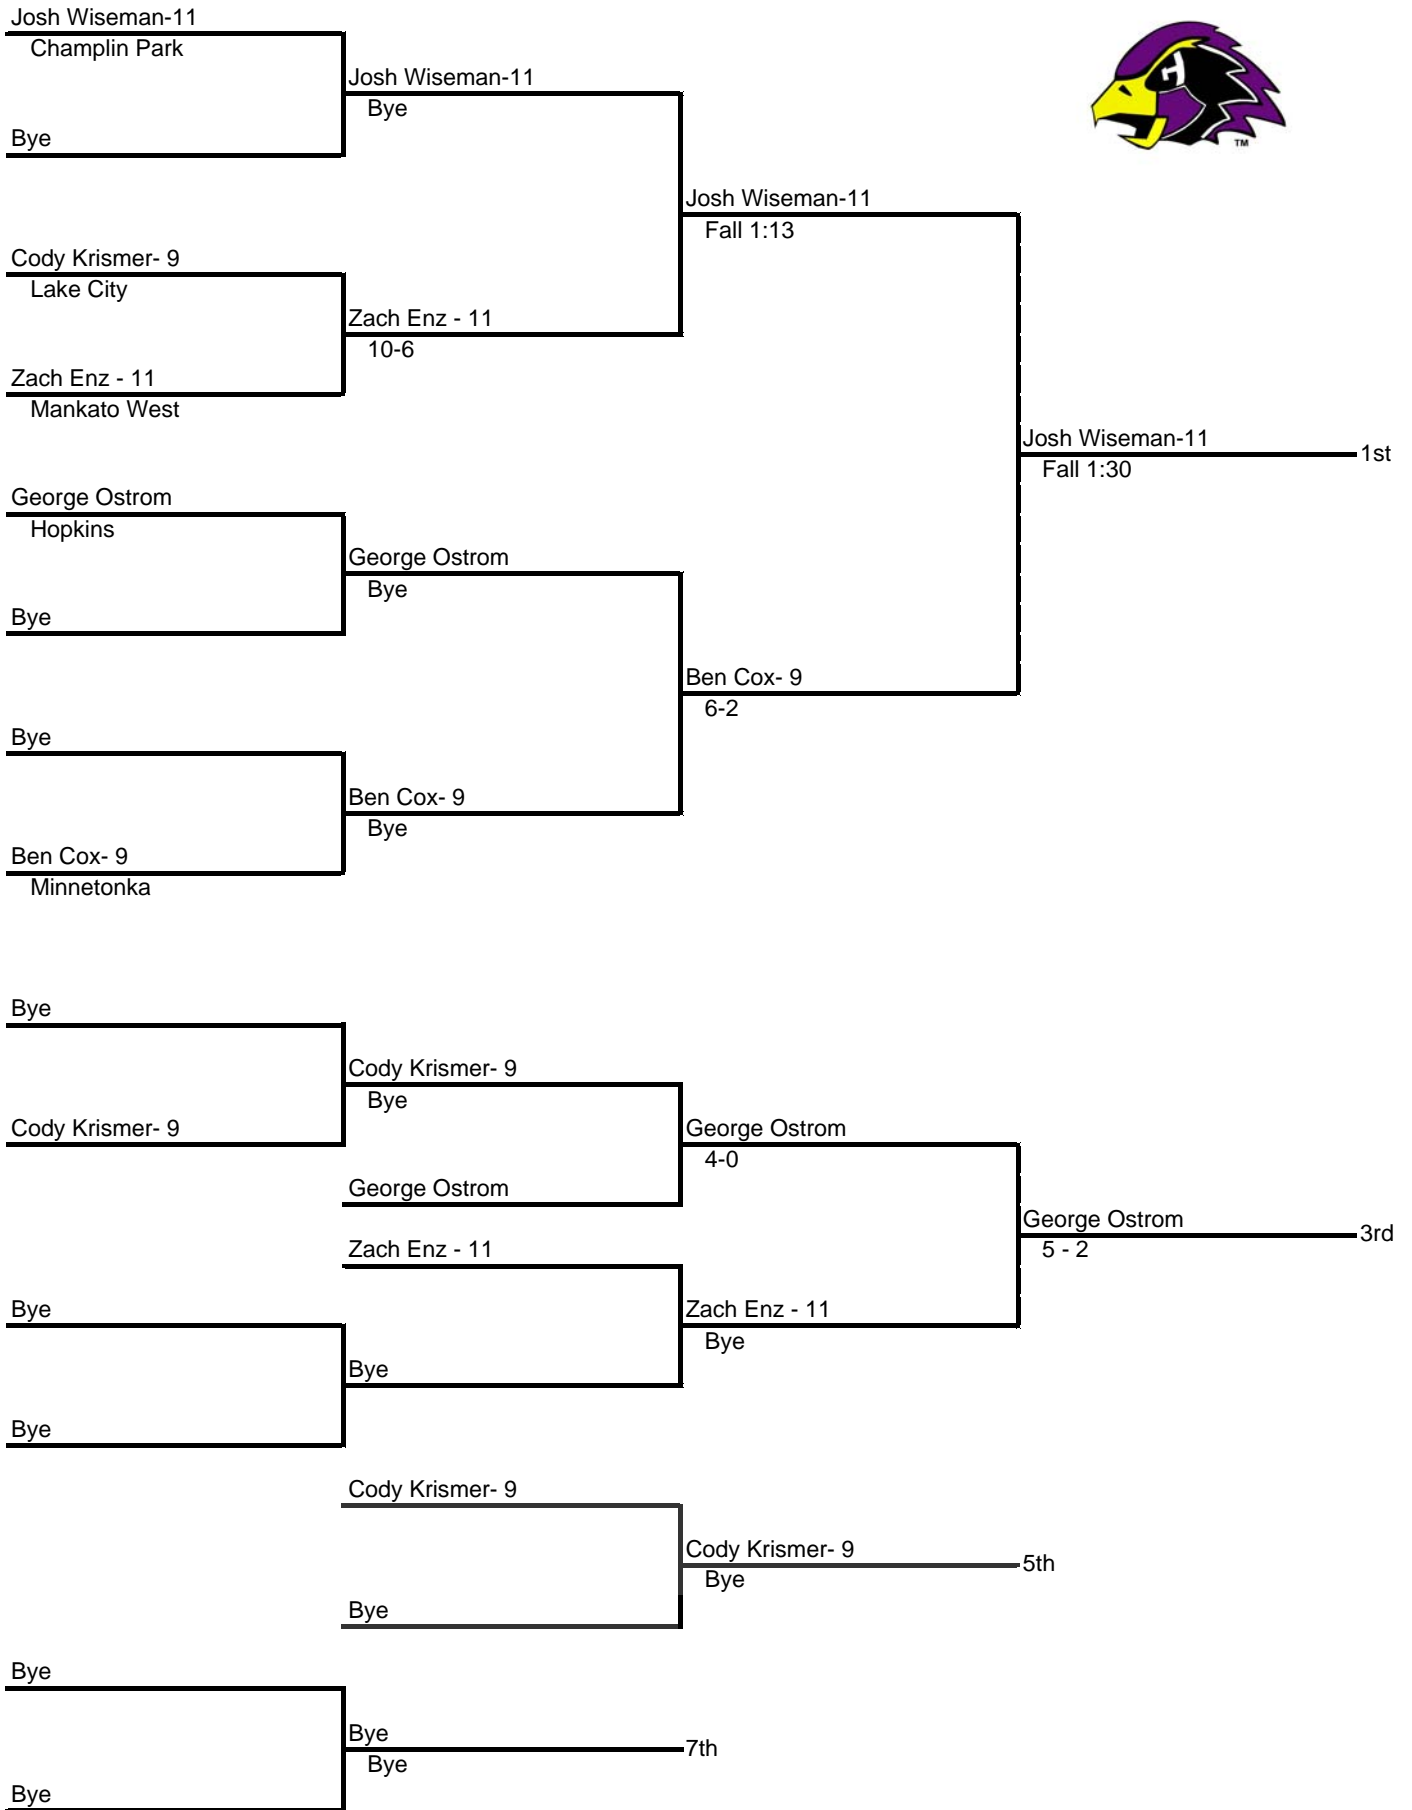 Josh Wiseman-11
Champlin Park
Josh Wiseman-11
Bye
Bye
TM
Josh Wiseman-11
Fall 1:13
Cody Krismer- 9
Lake City
Zach Enz - 11
10-6
Zach Enz - 11
Mankato West
Josh Wiseman-11
1st
Fall 1:30
George Ostrom
Hopkins
George Ostrom
Bye
Bye
Ben Cox- 9
6-2
Bye
Ben Cox- 9
Bye
Ben Cox- 9
Minnetonka
Bye
Cody Krismer- 9
Bye
Cody Krismer- 9
George Ostrom
4-0
George Ostrom
George Ostrom
3rd
5 - 2
Zach Enz - 11
Bye
Zach Enz - 11
Bye
Bye
Bye
Cody Krismer- 9
Cody Krismer- 9
5th
Bye
Bye
Bye
Bye
7th
Bye
Bye